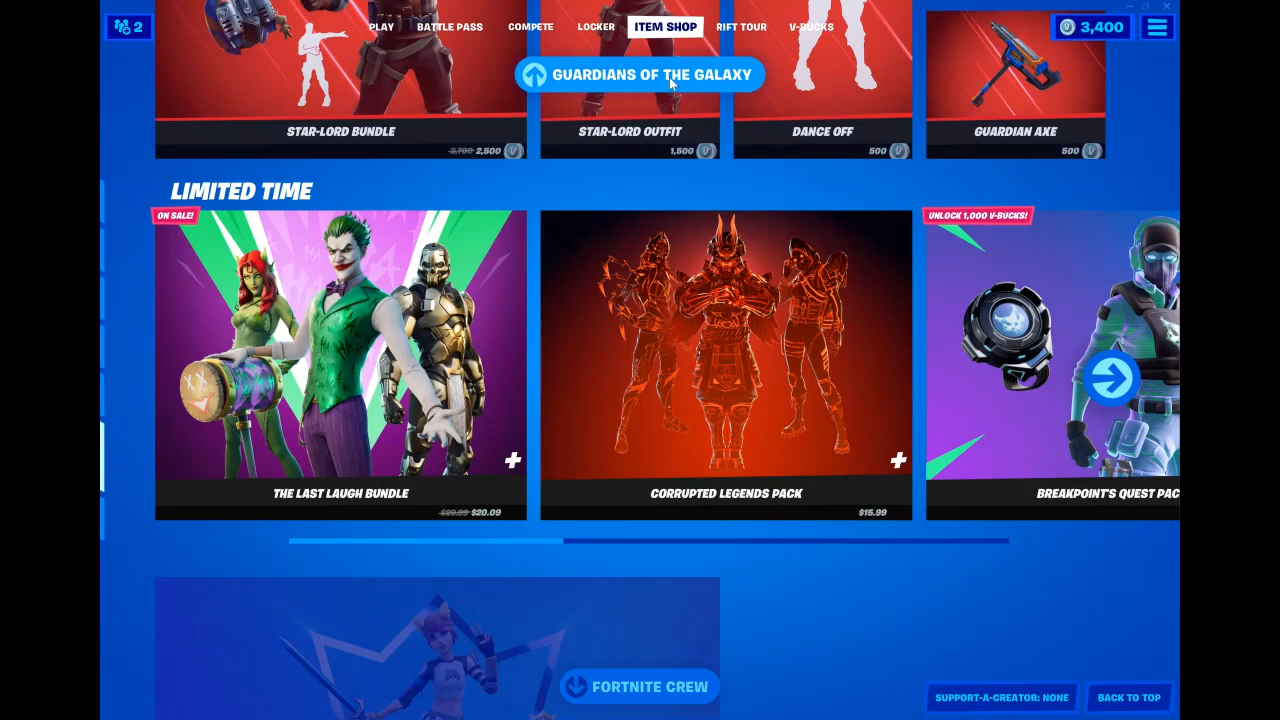 2
PLAY
BATTLE PASS
COMPETE
LOCKER
ITEM SHOP
RIFT TOUR
V-BUCKS
3,400
GUARDIANS OF THE GALAXY
STAR-LORD BUNDLE
3,700 2,500
STAR-LORD OUTFIT
1,500
DANCE OFF
500
GUARDIAN AXE
500
LIMITED TIME
ON SALE!
THE LAST LAUGH BUNDLE
$20.09
CORRUPTED LEGENDS PACK
$15.99
UNLOCK 1,000 V-BUCKS!
BREAKPOINT'S QUEST PAC
FORTNITE CREW
SUPPORT-A-CREATOR: NONE
BACK TO TOP